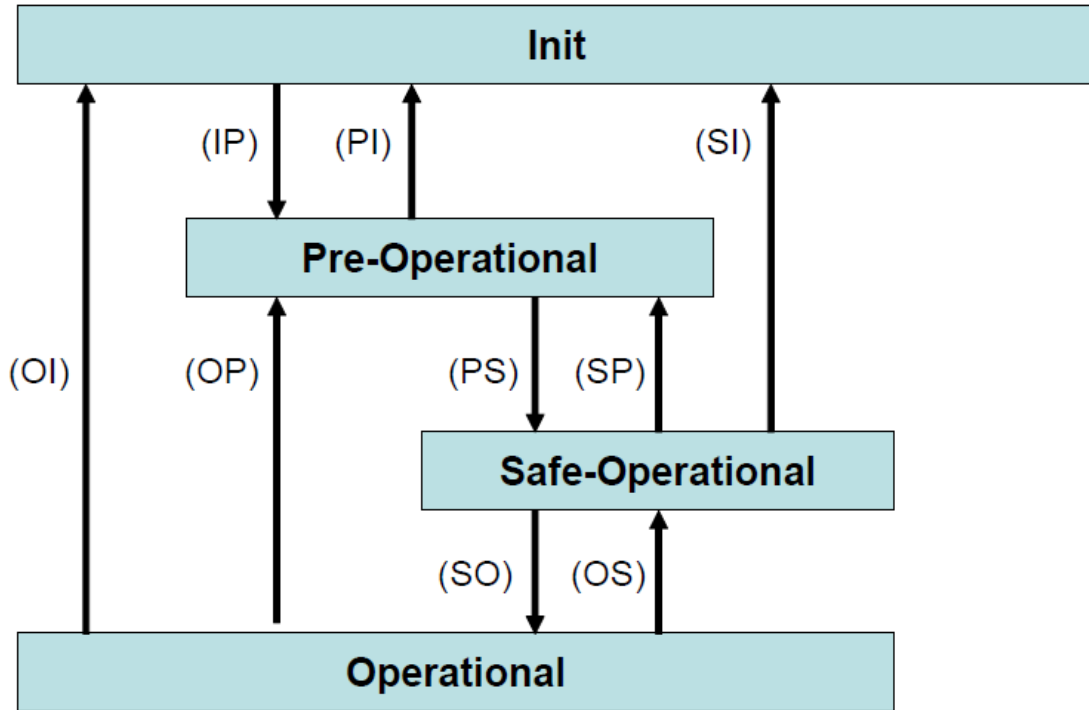 Init
(IP)
(PI)
(SI)
Pre-Operational
(OI)
(OP)
(PS)
(SP)
Safe-Operational
(SO)
(OS)
Operational